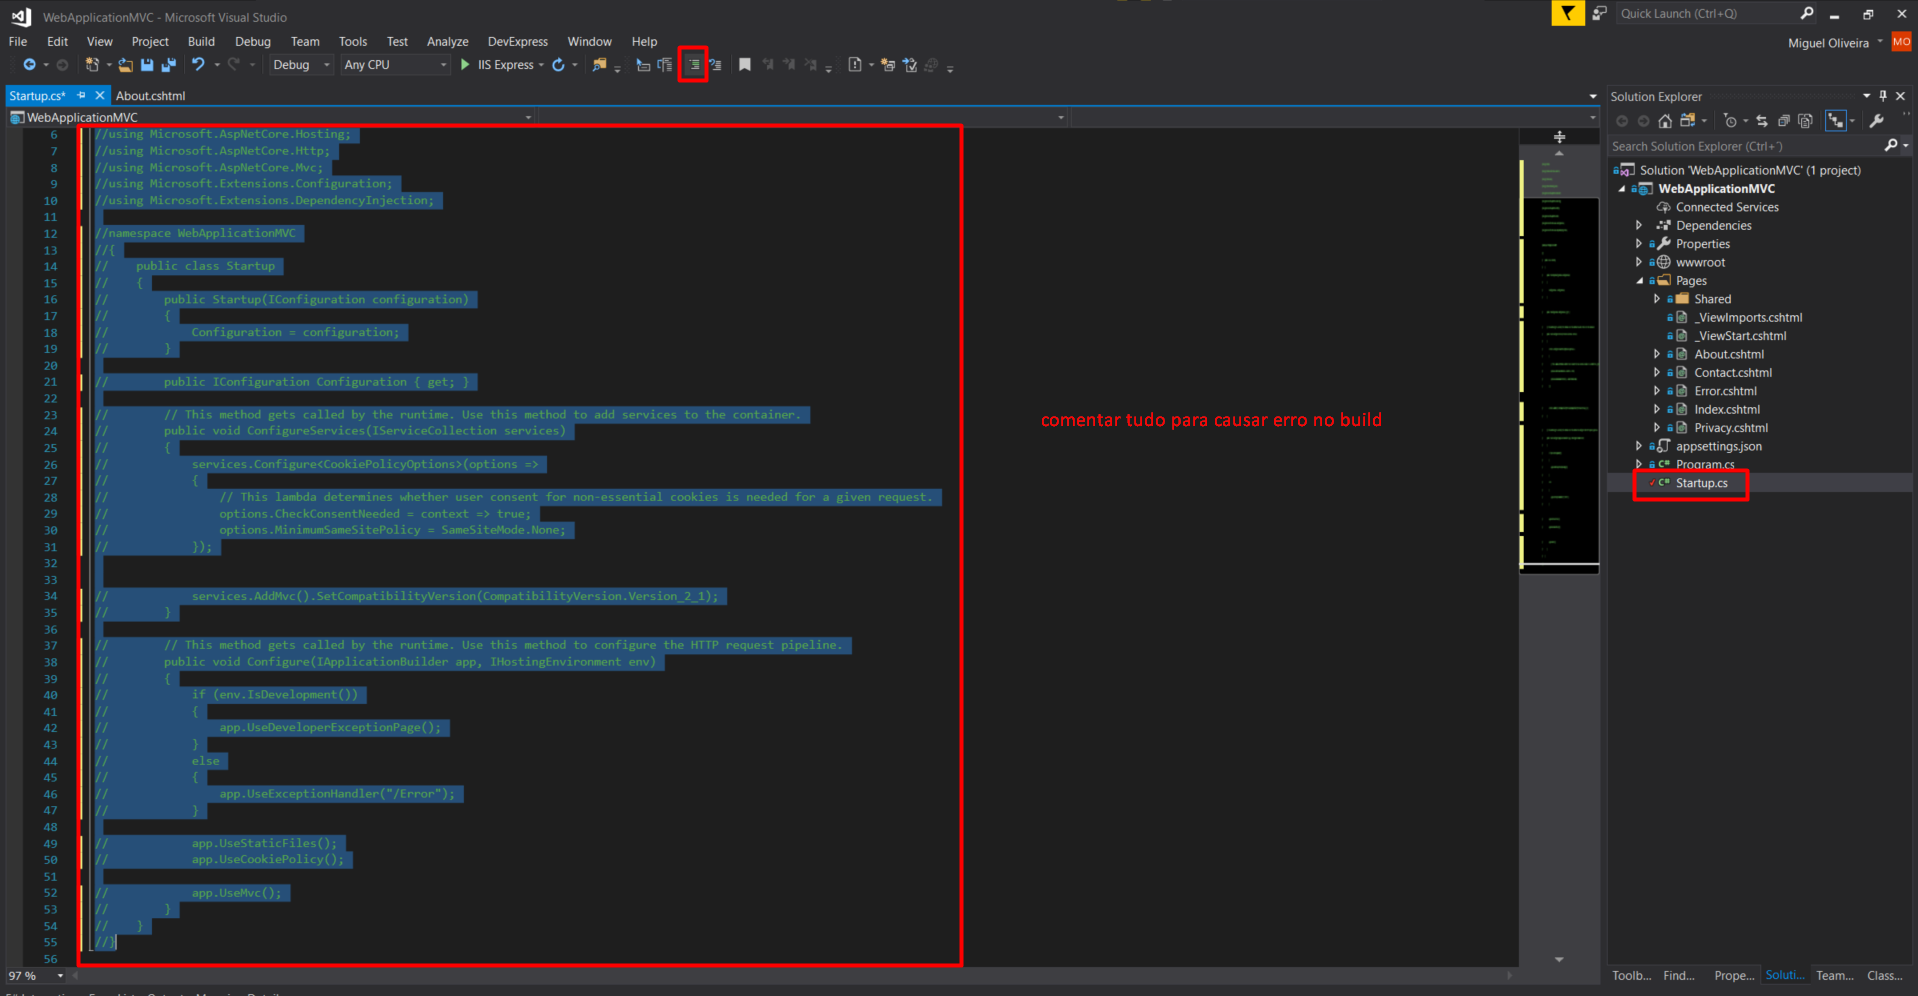 WebApplicationMVC - Microsoft Visual Studio
Quick Launch (Ctrl+Q)
File Edit View Project Build Debug Team Tools Test Analyze DevExpress Window Help
Miguel Oliveira MO
Debug Any CPU IIS Express
Startup.cs* About.cshtml
WebApplicationMVC
6 //using Microsoft.AspNetCore.Hosting;
7 //using Microsoft.AspNetCore.Http;
8 //using Microsoft.AspNetCore.Mvc;
9 //using Microsoft.Extensions.Configuration;
10 //using Microsoft.Extensions.DependencyInjection;
11
12 //namespace WebApplicationMVC
13 //{
14 //    public class Startup
15 //    {
16 //        public Startup(IConfiguration configuration)
17 //        {
18 //            Configuration = configuration;
19 //        }
20
21 //        public IConfiguration Configuration { get; }
22
23 //        // This method gets called by the runtime. Use this method to add services to the container.
24 //        public void ConfigureServices(IServiceCollection services)
25 //        {
26 //            services.Configure<CookiePolicyOptions>(options =>
27 //            {
28 //                // This lambda determines whether user consent for non-essential cookies is needed for a given request.
29 //                options.CheckConsentNeeded = context => true;
30 //                options.MinimumSameSitePolicy = SameSiteMode.None;
31 //            });
32
33
34 //            services.AddMvc().SetCompatibilityVersion(CompatibilityVersion.Version_2_1);
35 //        }
36
37 //        // This method gets called by the runtime. Use this method to configure the HTTP request pipeline.
38 //        public void Configure(IApplicationBuilder app, IHostingEnvironment env)
39 //        {
40 //            if (env.IsDevelopment())
41 //            {
42 //                app.UseDeveloperExceptionPage();
43 //            }
44 //            else
45 //            {
46 //                app.UseExceptionHandler("/Error");
47 //            }
48
49 //            app.UseStaticFiles();
50 //            app.UseCookiePolicy();
51
52 //            app.UseMvc();
53 //        }
54 //    }
55 //}
56
97 %
comentar tudo para causar erro no build
Solution Explorer
Search Solution Explorer (Ctrl+´)
Solution 'WebApplicationMVC' (1 project)
WebApplicationMVC
Connected Services
Dependencies
Properties
wwwroot
Pages
Shared
_ViewImports.cshtml
_ViewStart.cshtml
About.cshtml
Contact.cshtml
Error.cshtml
Index.cshtml
Privacy.cshtml
appsettings.json
C# Program.cs
C# Startup.cs
Toolb... Find... Prope... Soluti... Team... Class...